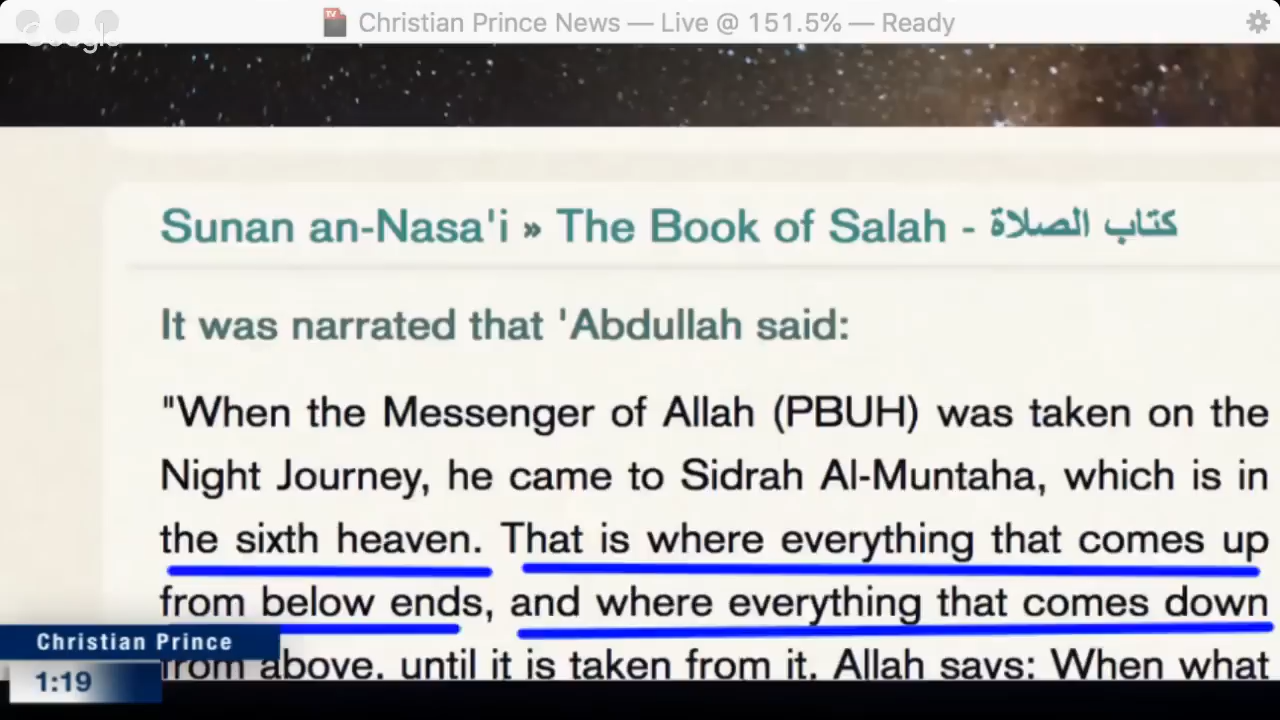 Christian Prince News — Live @ 151.5% — Ready
Google
Sunan an-Nasa'i » The Book of Salah - كتاب الصلاة
It was narrated that 'Abdullah said:
"When the Messenger of Allah (PBUH) was taken on the
Night Journey, he came to Sidrah Al-Muntaha, which is in
the sixth heaven. That is where everything that comes up
from below ends, and where everything that comes down
from above, until it is taken from it. Allah says: When what
Christian Prince
1:19